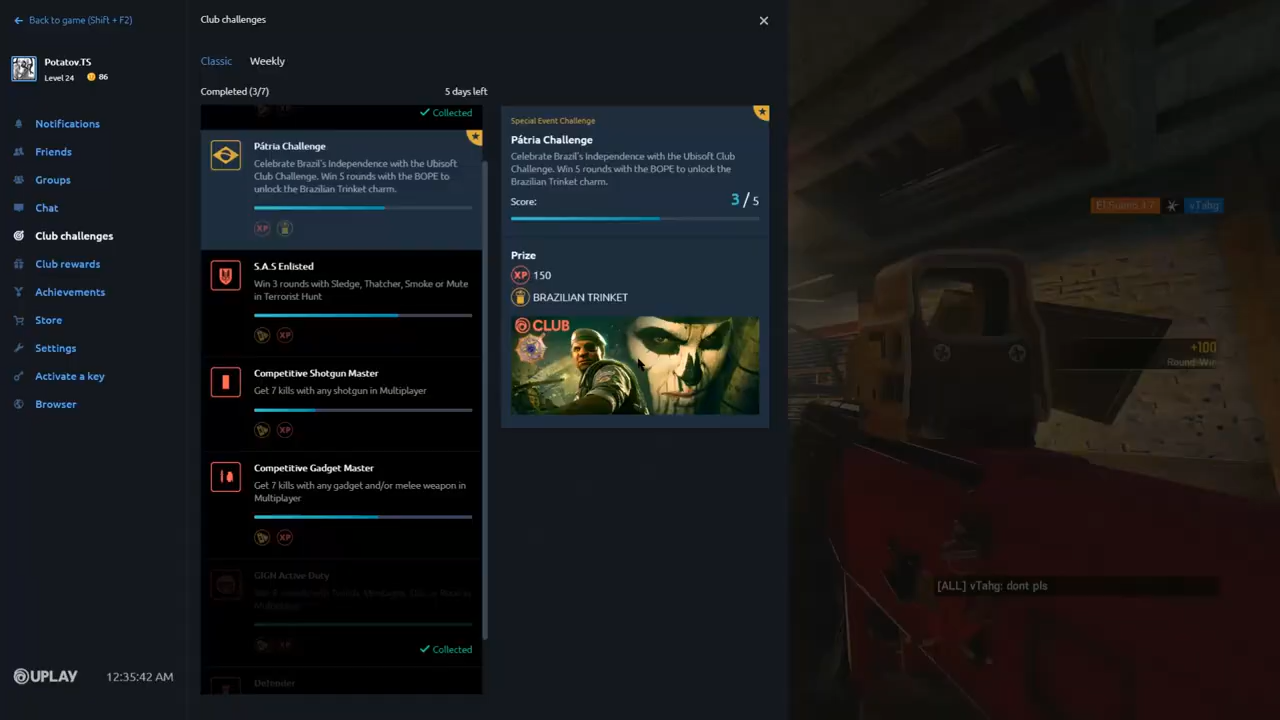 Back to game (Shift + F2)
Potatov.TS
Level 24
86
Notifications
Friends
Groups
Chat
Club challenges
Club rewards
Achievements
Store
Settings
Activate a key
Browser
UPLAY
12:35:42 AM
Club challenges
Classic
Weekly
Completed (3/7)
5 days left
Collected
Pátria Challenge
Celebrate Brazil's Independence with the Ubisoft
Club Challenge. Win 5 rounds with the BOPE to
unlock the Brazilian Trinket charm.
XP
S.A.S Enlisted
Win 3 rounds with Sledge, Thatcher, Smoke or Mute
in Terrorist Hunt
XP
Competitive Shotgun Master
Get 7 kills with any shotgun in Multiplayer
XP
Competitive Gadget Master
Get 7 kills with any gadget and/or melee weapon in
Multiplayer
XP
GIGN Active Duty
Multiplayer
XP
Collected
Defender
Special Event Challenge
Pátria Challenge
Celebrate Brazil's Independence with the Ubisoft
Club Challenge. Win 5 rounds with the BOPE to
unlock the Brazilian Trinket charm.
Score:
3 / 5
Prize
XP 150
BRAZILIAN TRINKET
CLUB
vTahg
+100
Round Win
[ALL] vTahg: dont pls